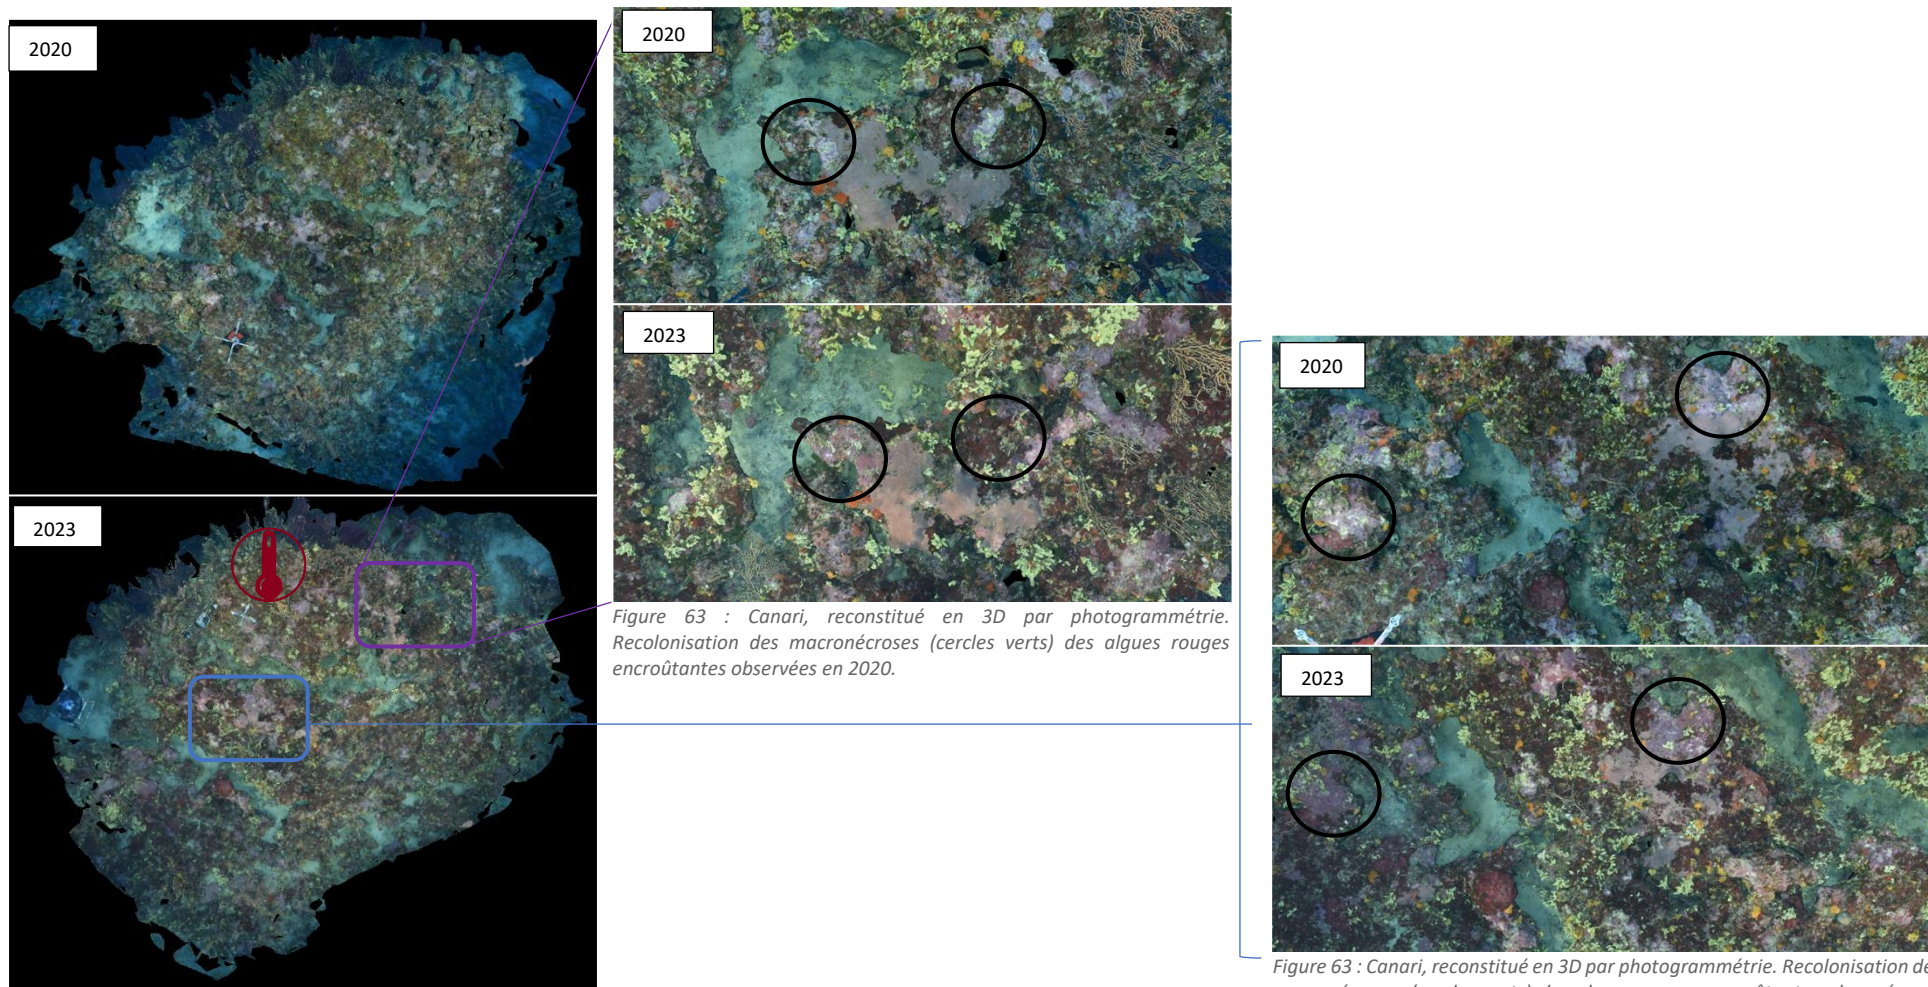 2020
2023
2020
2023
Figure 63 : Canari, reconstitué en 3D par photogrammétrie.
Recolonisation des macronécroses (cercles verts) des algues rouges
encroûtantes observées en 2020.
2020
2023
Figure 63 : Canari, reconstitué en 3D par photogrammétrie. Recolonisation de